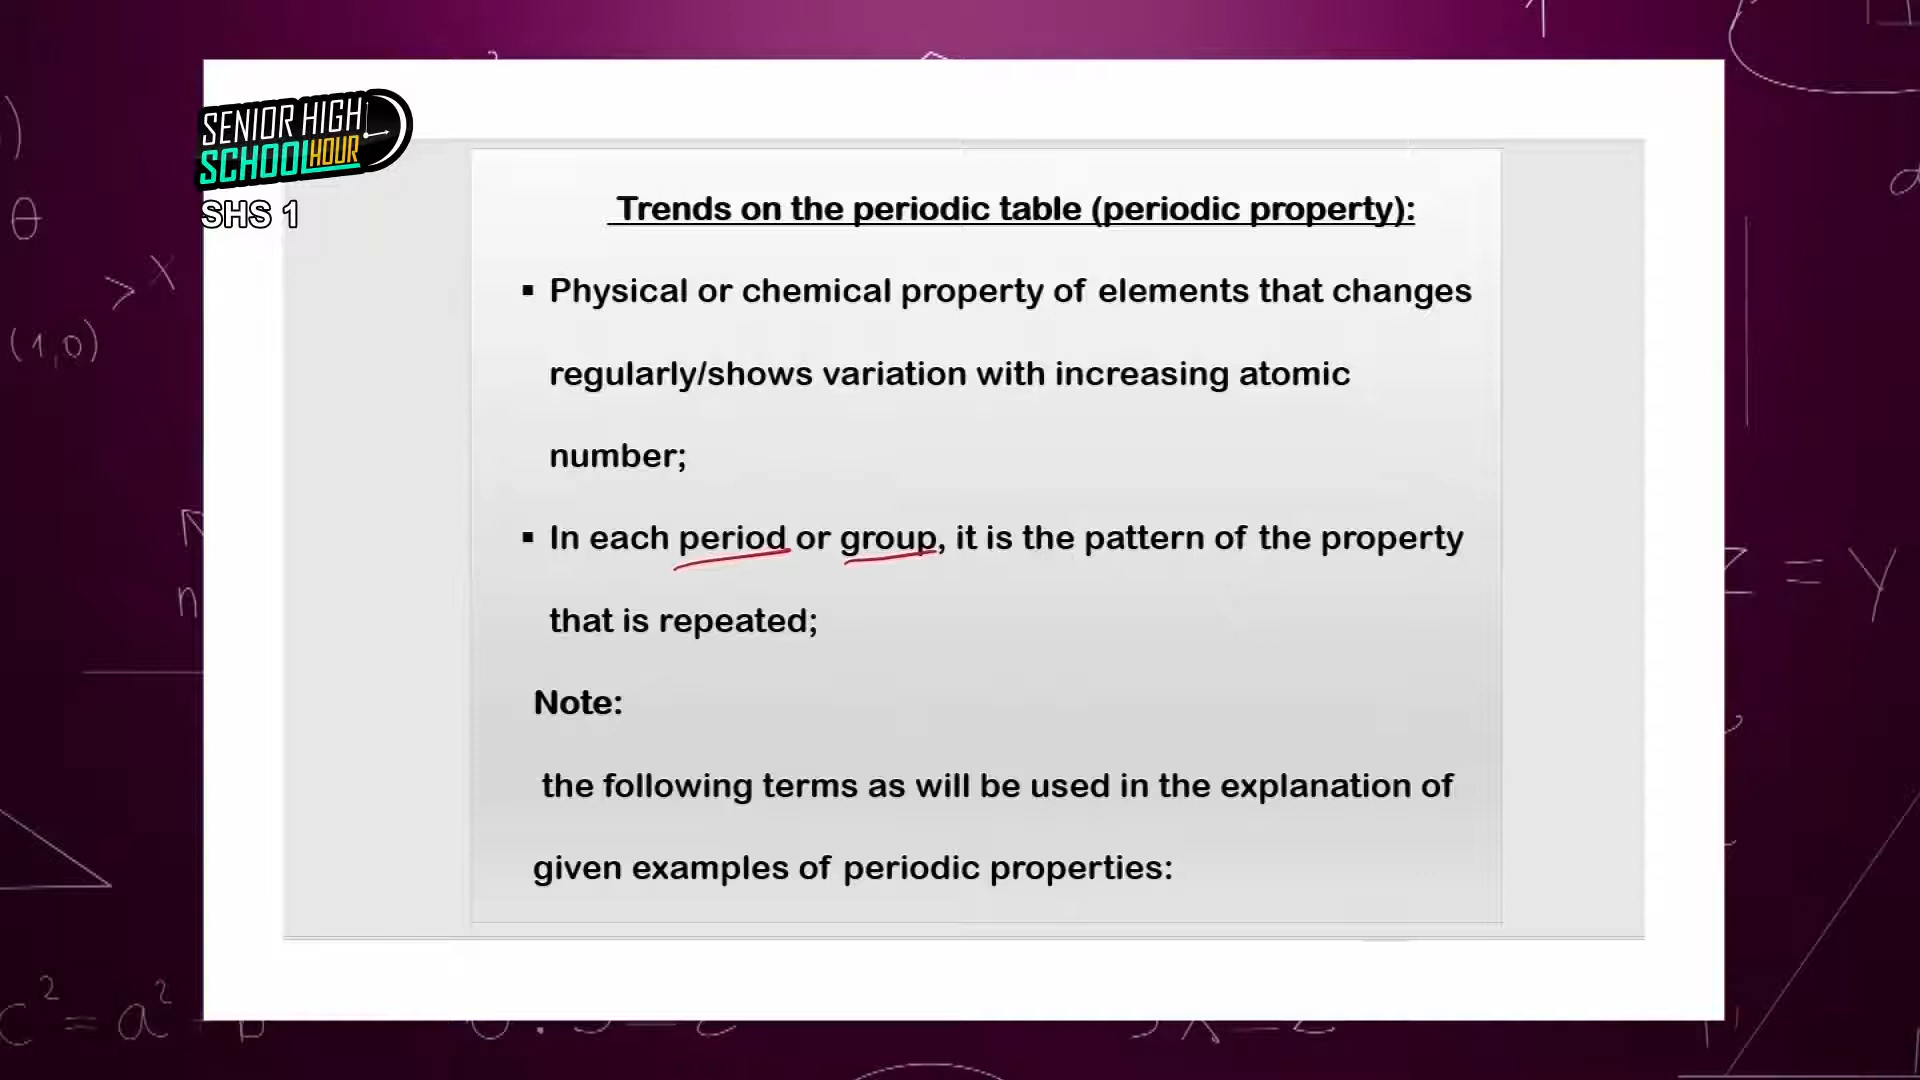 SENIOR HIGH
SCHOOL HOUR
SHS 1
Trends on the periodic table (periodic property):
▪ Physical or chemical property of elements that changes
regularly/shows variation with increasing atomic
number;
▪ In each period or group, it is the pattern of the property
that is repeated;
Note:
the following terms as will be used in the explanation of
given examples of periodic properties:
θ
> x
(1,0)
= y